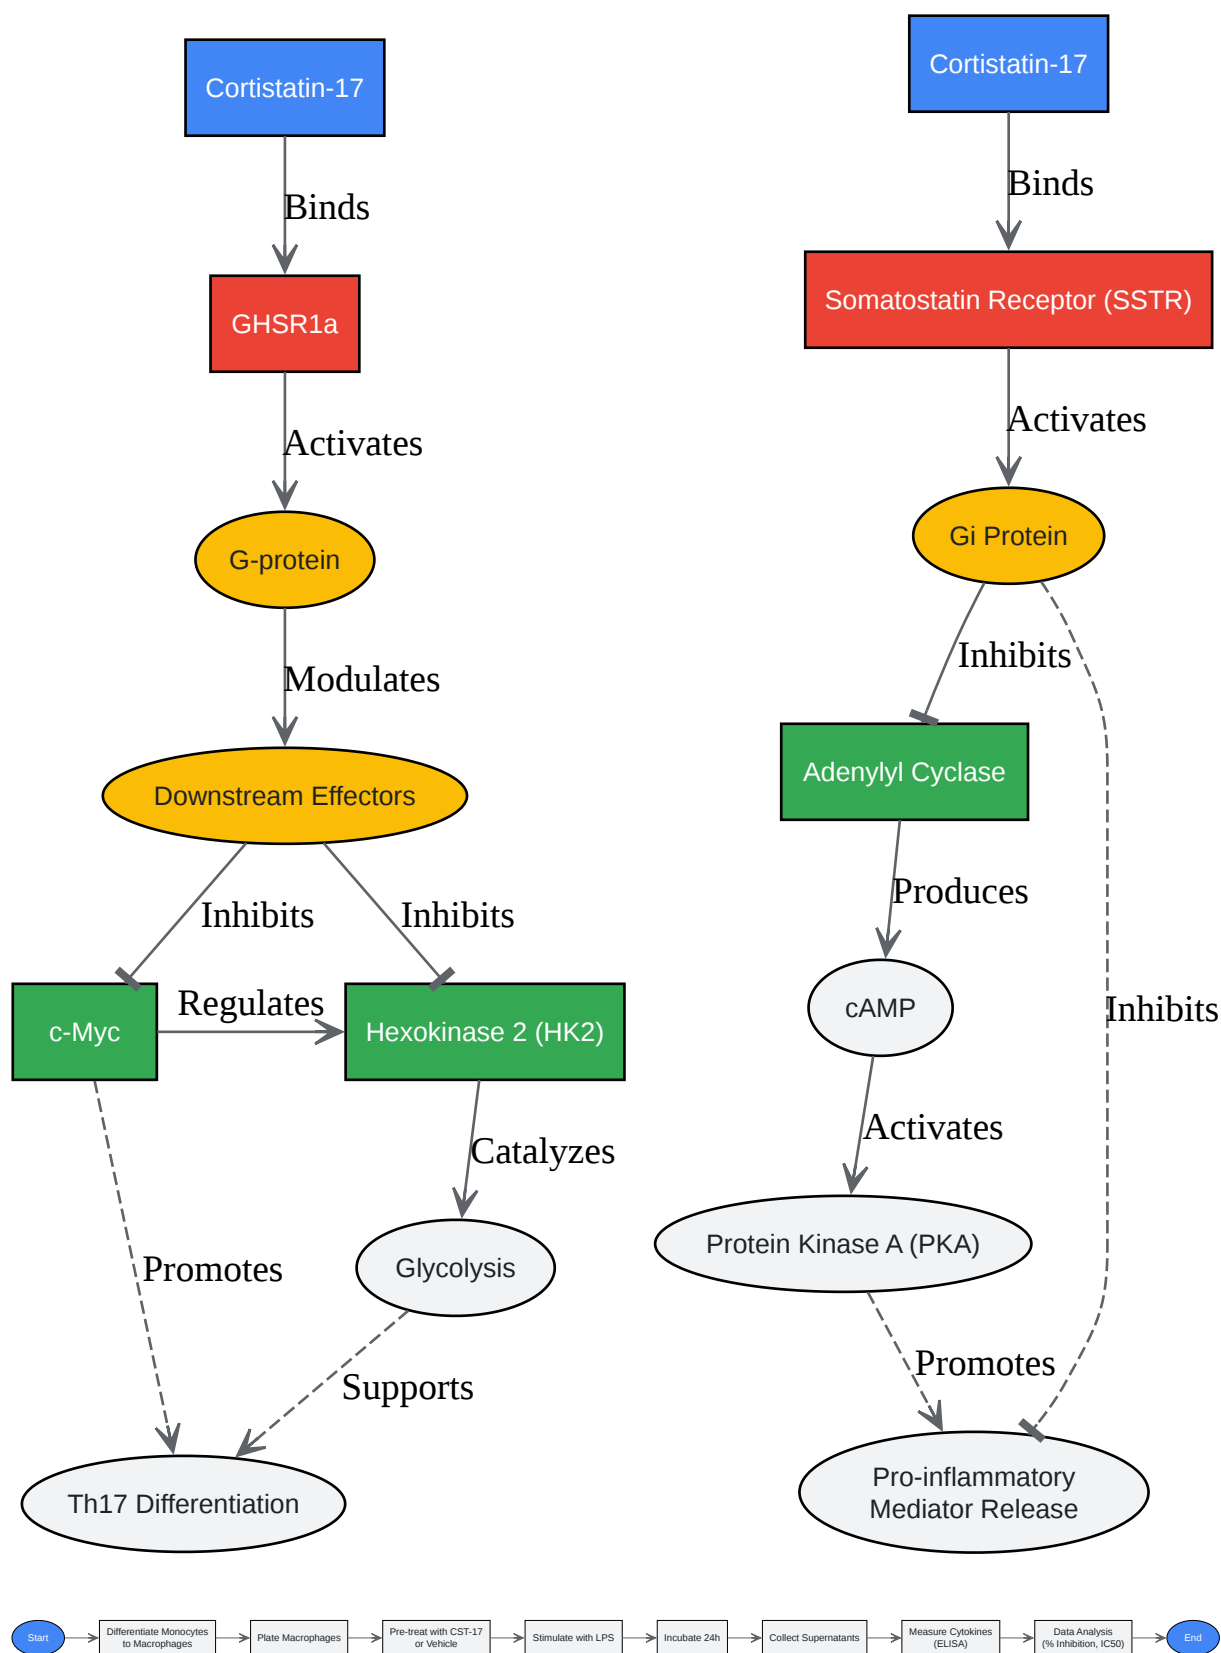 Cortistatin-17
Binds
GHSR1a
Activates
G-protein
Modulates
Downstream Effectors
Inhibits
Inhibits
c-Myc
Regulates
Hexokinase 2 (HK2)
Catalyzes
Promotes
Glycolysis
Supports
Th17 Differentiation
Cortistatin-17
Binds
Somatostatin Receptor (SSTR)
Activates
Gi Protein
Inhibits
Adenylyl Cyclase
Produces
cAMP
Inhibits
Activates
Protein Kinase A (PKA)
Promotes
Pro-inflammatory
Mediator Release
Start
Differentiate Monocytes
to Macrophages
Plate Macrophages
Pre-treat with CST-17
or Vehicle
Stimulate with LPS
Incubate 24h
Collect Supernatants
Measure Cytokines
(ELISA)
Data Analysis
(% Inhibition, IC50)
End